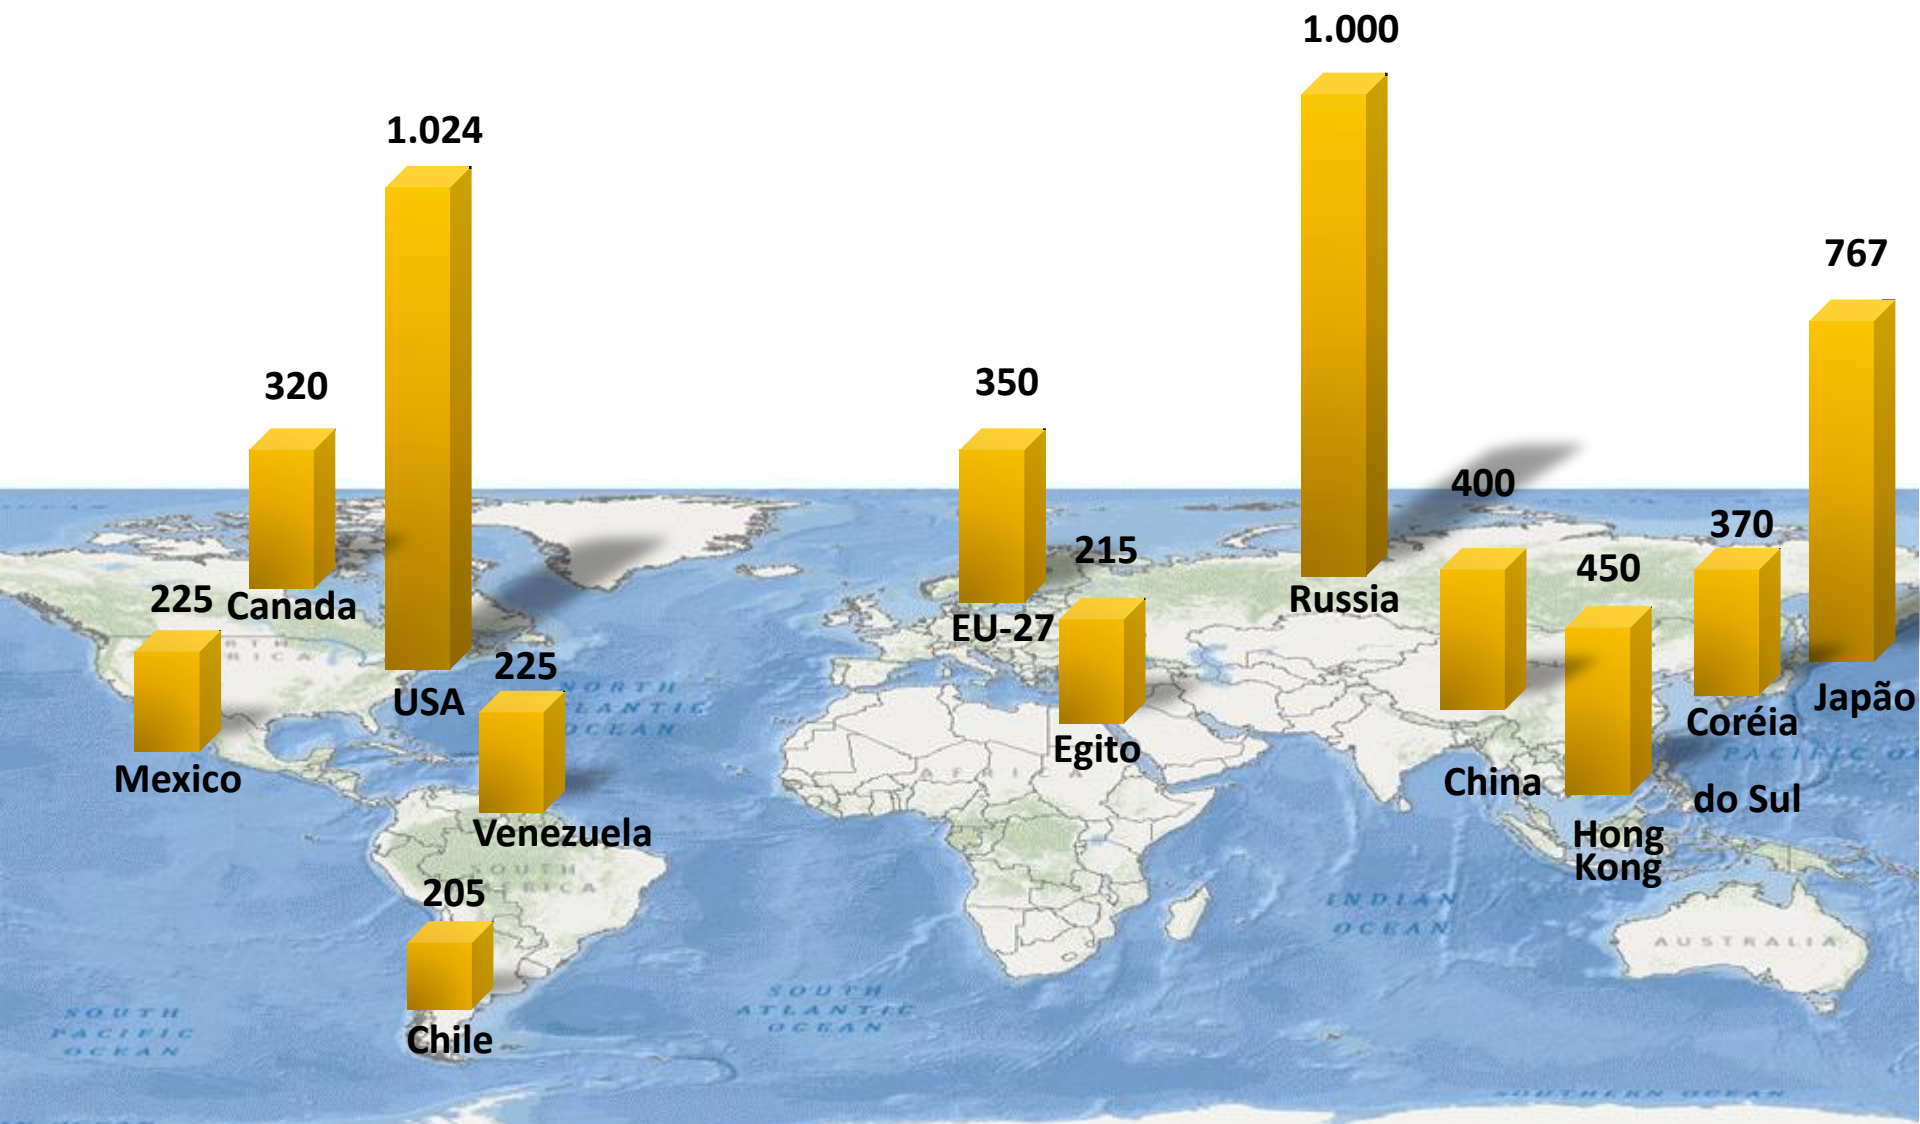 1.000
1.024
767
320
350
400
370
215
450
225
Canada
Russia
EU-27
225
USA
Japão
Coréia
do Sul
Egito
Mexico
China
Venezuela
Hong
Kong
205
Chile
NORTH
ATLANTIC
OCEAN
AFRICA
SOUTH
INDIAN
OCEAN
AUSTRALIA
SOUTH
ATLANTIC
OCEAN
SOUTH
PACIFIC
OCEAN
SOUTHERN OCEAN